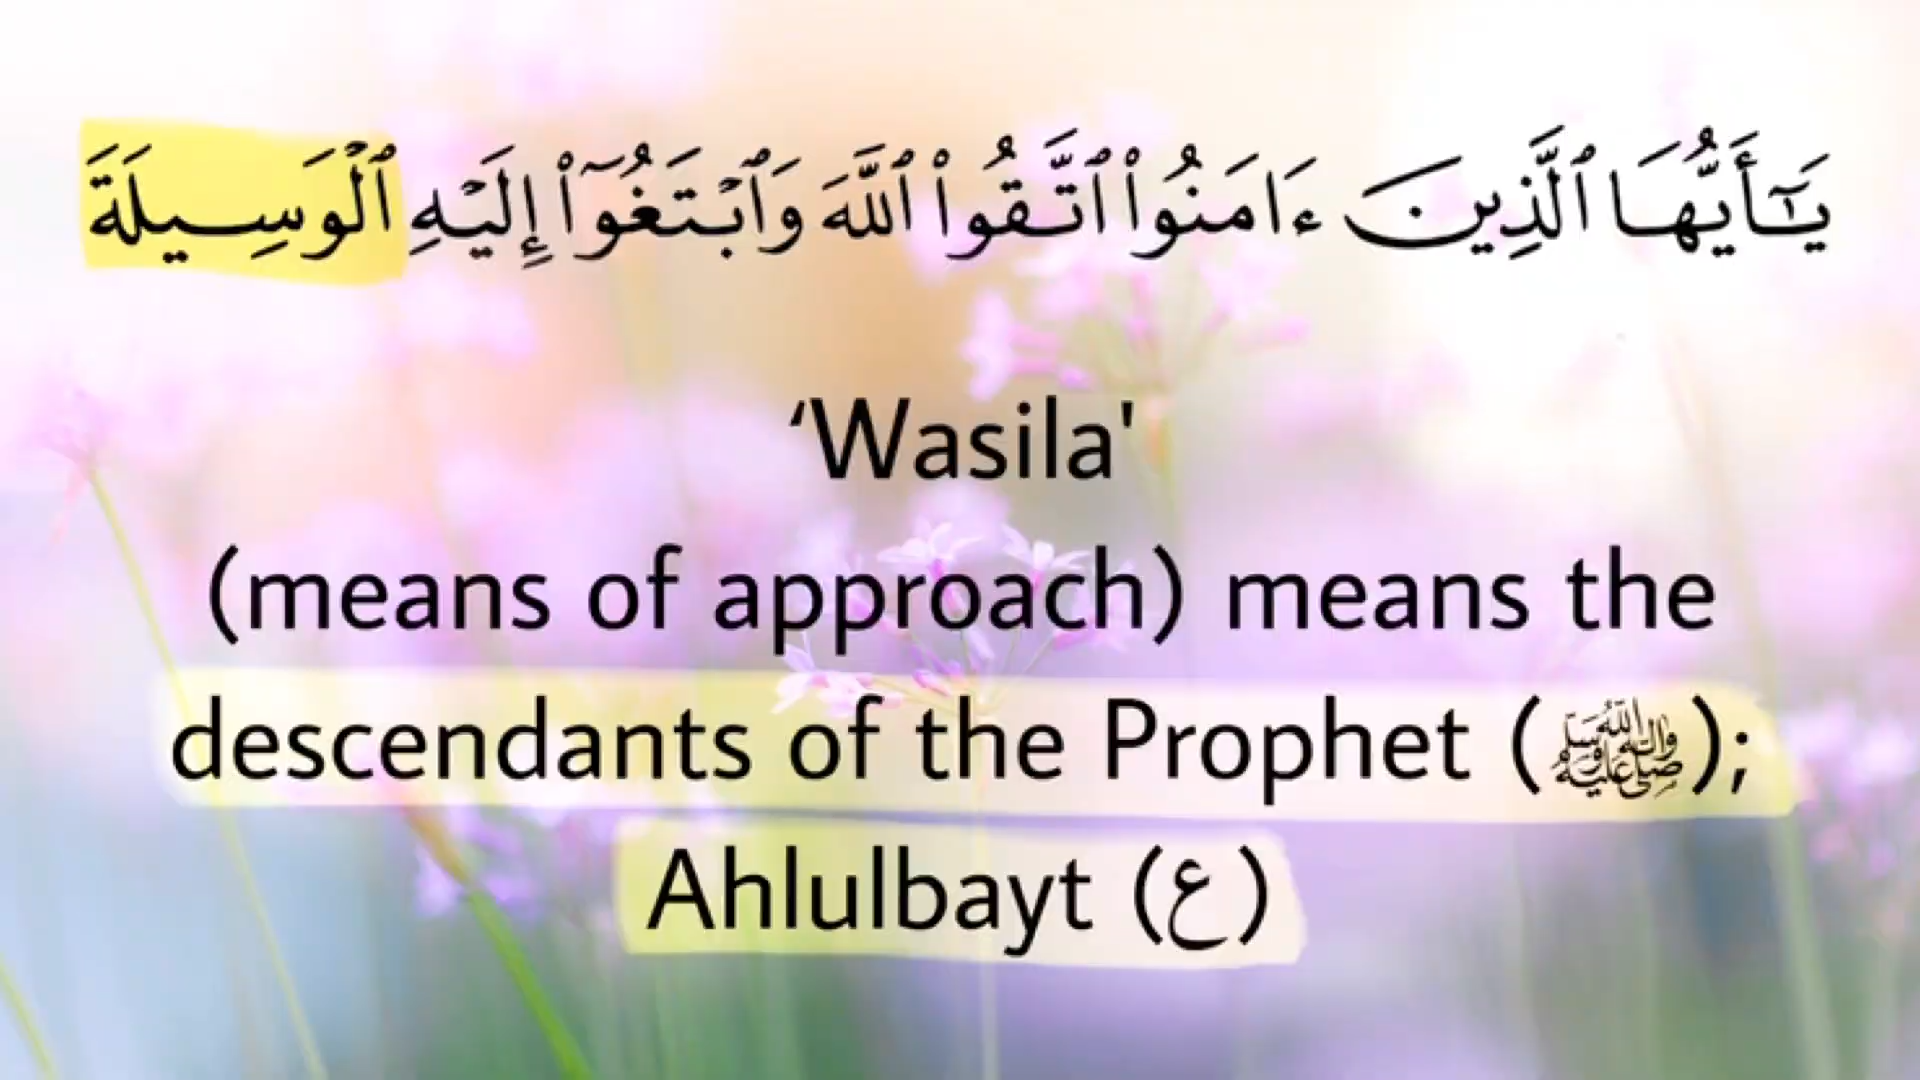 يَـٰٓأَيُّهَا ٱلَّذِينَ ءَامَنُوا۟ ٱتَّقُوا۟ ٱللَّهَ وَٱبْتَغُوٓا۟ إِلَيْهِ ٱلْوَسِيلَةَ
‘Wasila'
(means of approach) means the
descendants of the Prophet (صلى الله عليه وآله وسلم);
Ahlulbayt (ع)